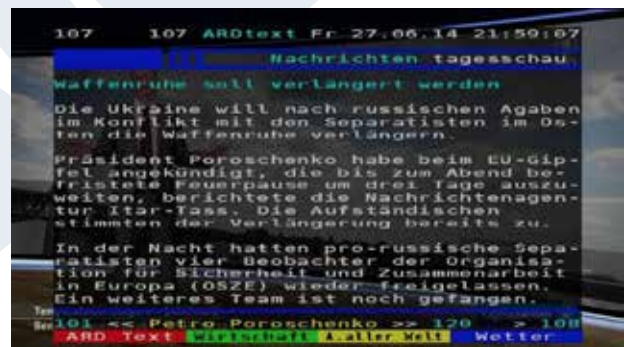 107 107 ARDtext Fr 27.06.14 21:59:07
Nachrichten tagesschau
Waffenruhe soll verlängert werden
Die Ukraine will nach russischen Agaben
im Konflikt mit den Separatisten im Os-
ten die Waffenruhe verlängern.
Präsident Poroschenko habe beim EU-Gip-
fel angekündigt, die bis zum Abend be-
fristete Feuerpause um drei Tage auszu-
weiten, berichtete die Nachrichtenagen-
tur Itar-Tass. Die Aufständischen
stimmten der Verlängerung bereits zu.
In der Nacht hatten pro-russische Sepa-
ratisten vier Beobachter der Organisa-
tion für Sicherheit und Zusammenarbeit
in Europa (OSZE) wieder freigelassen.
Ein weiteres Team ist noch gefangen.
101 << Petro Poroschenko >> 120 > 108
ARD Text Wirtschaft A.aller Welt Wetter